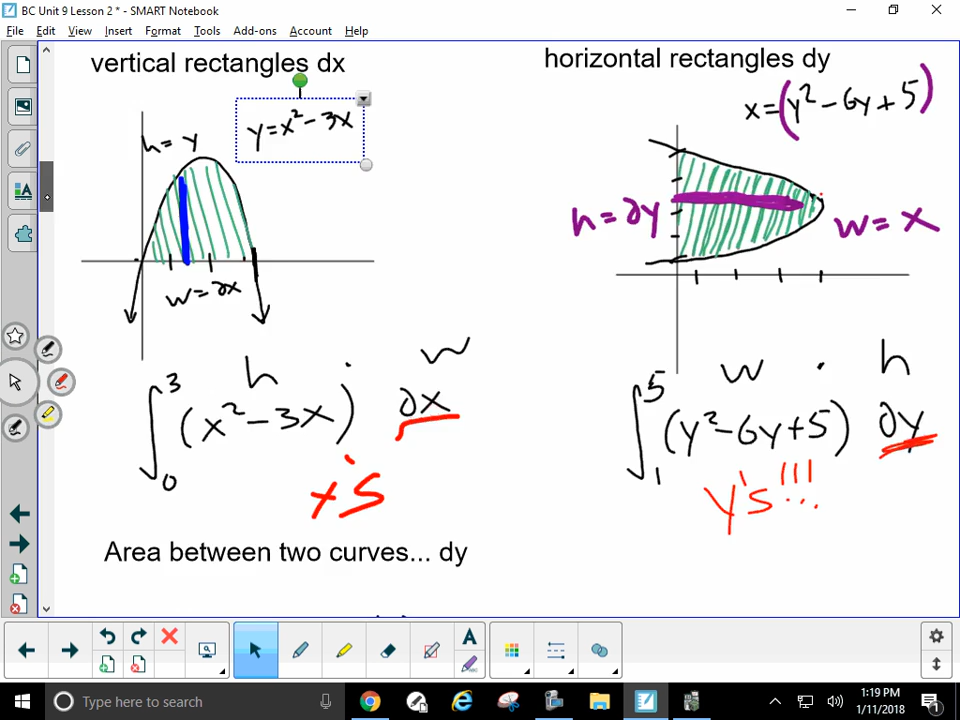 BC Unit 9 Lesson 2 * - SMART Notebook
File Edit View Insert Format Tools Add-ons Account Help
vertical rectangles dx
y=x²-3x
h=y
w=∂x
horizontal rectangles dy
x=(y²-6y+5)
h=∂y
w=x
h · w
∫₀³ (x²-3x) ∂x
x's
w · h
∫₁⁵ (y²-6y+5) ∂y
y's!!!
Area between two curves... dy
A
Type here to search
1:19 PM
1/11/2018
1